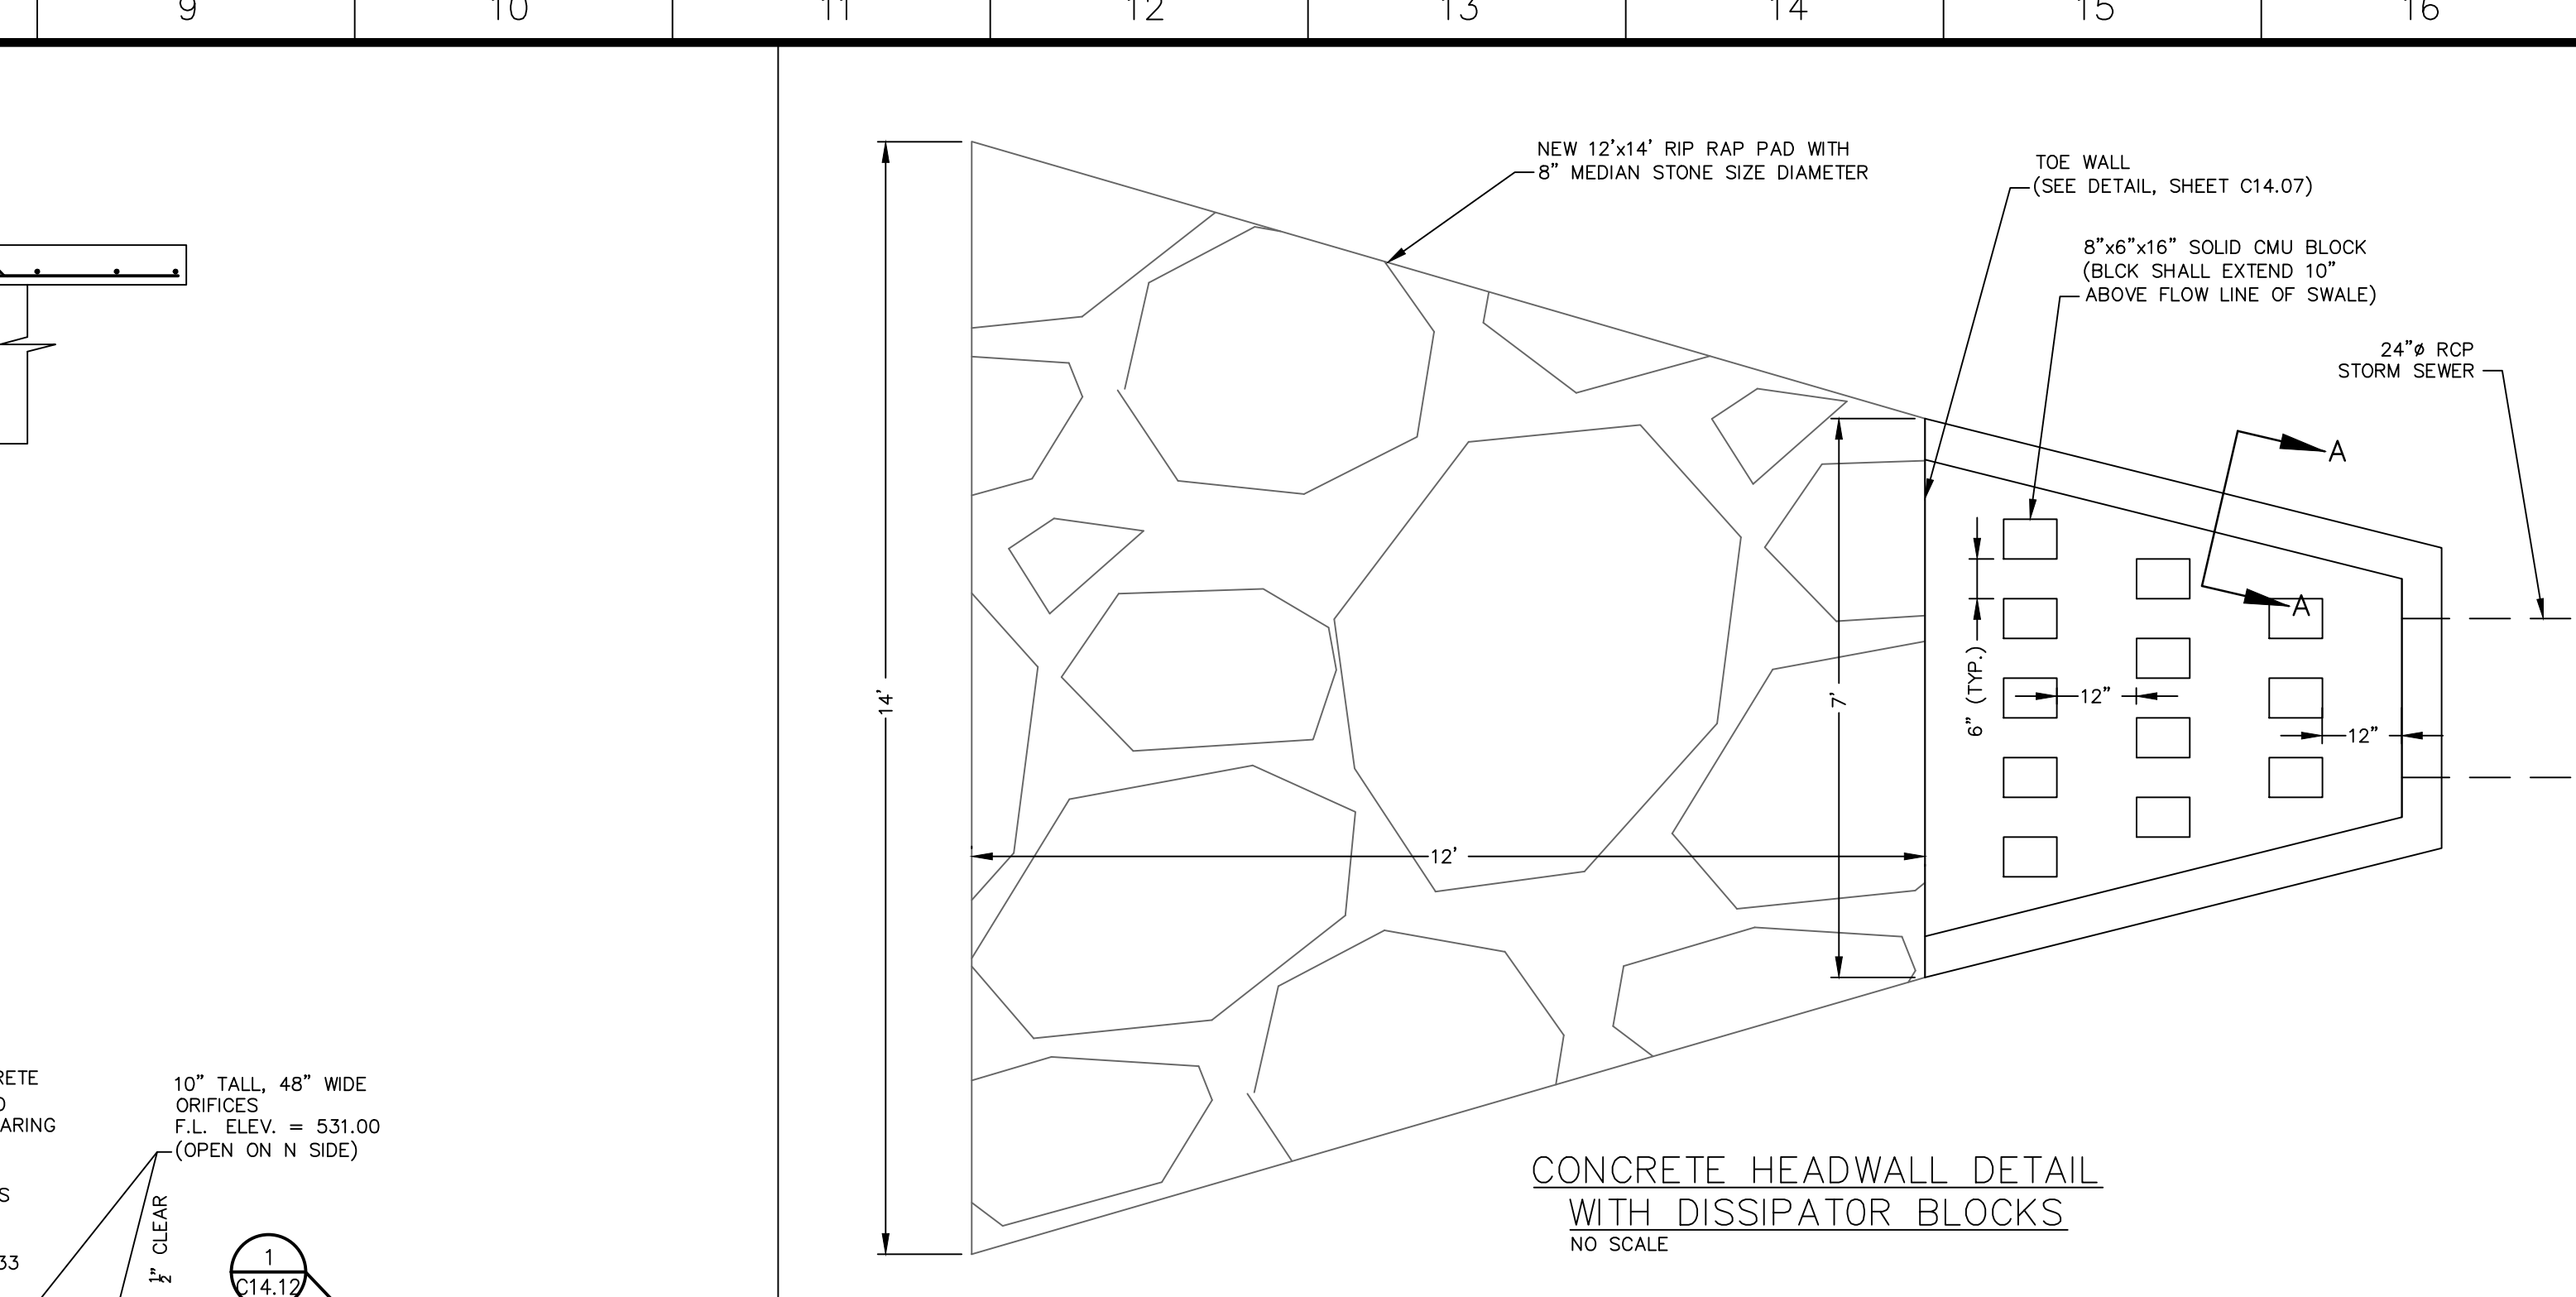 9 10 11 12 13 14 15 16
NEW 12'x14' RIP RAP PAD WITH
8" MEDIAN STONE SIZE DIAMETER
TOE WALL
(SEE DETAIL, SHEET C14.07)
8"x6"x16" SOLID CMU BLOCK
(BLCK SHALL EXTEND 10"
ABOVE FLOW LINE OF SWALE)
24"ø RCP
STORM SEWER
A
A
14'
7'
6" (TYP.)
12"
12"
12'
10" TALL, 48" WIDE
ORIFICES
F.L. ELEV. = 531.00
(OPEN ON N SIDE)
RETE
ARING
S
33
1/2" CLEAR
1
C14.12
CONCRETE HEADWALL DETAIL
WITH DISSIPATOR BLOCKS
NO SCALE